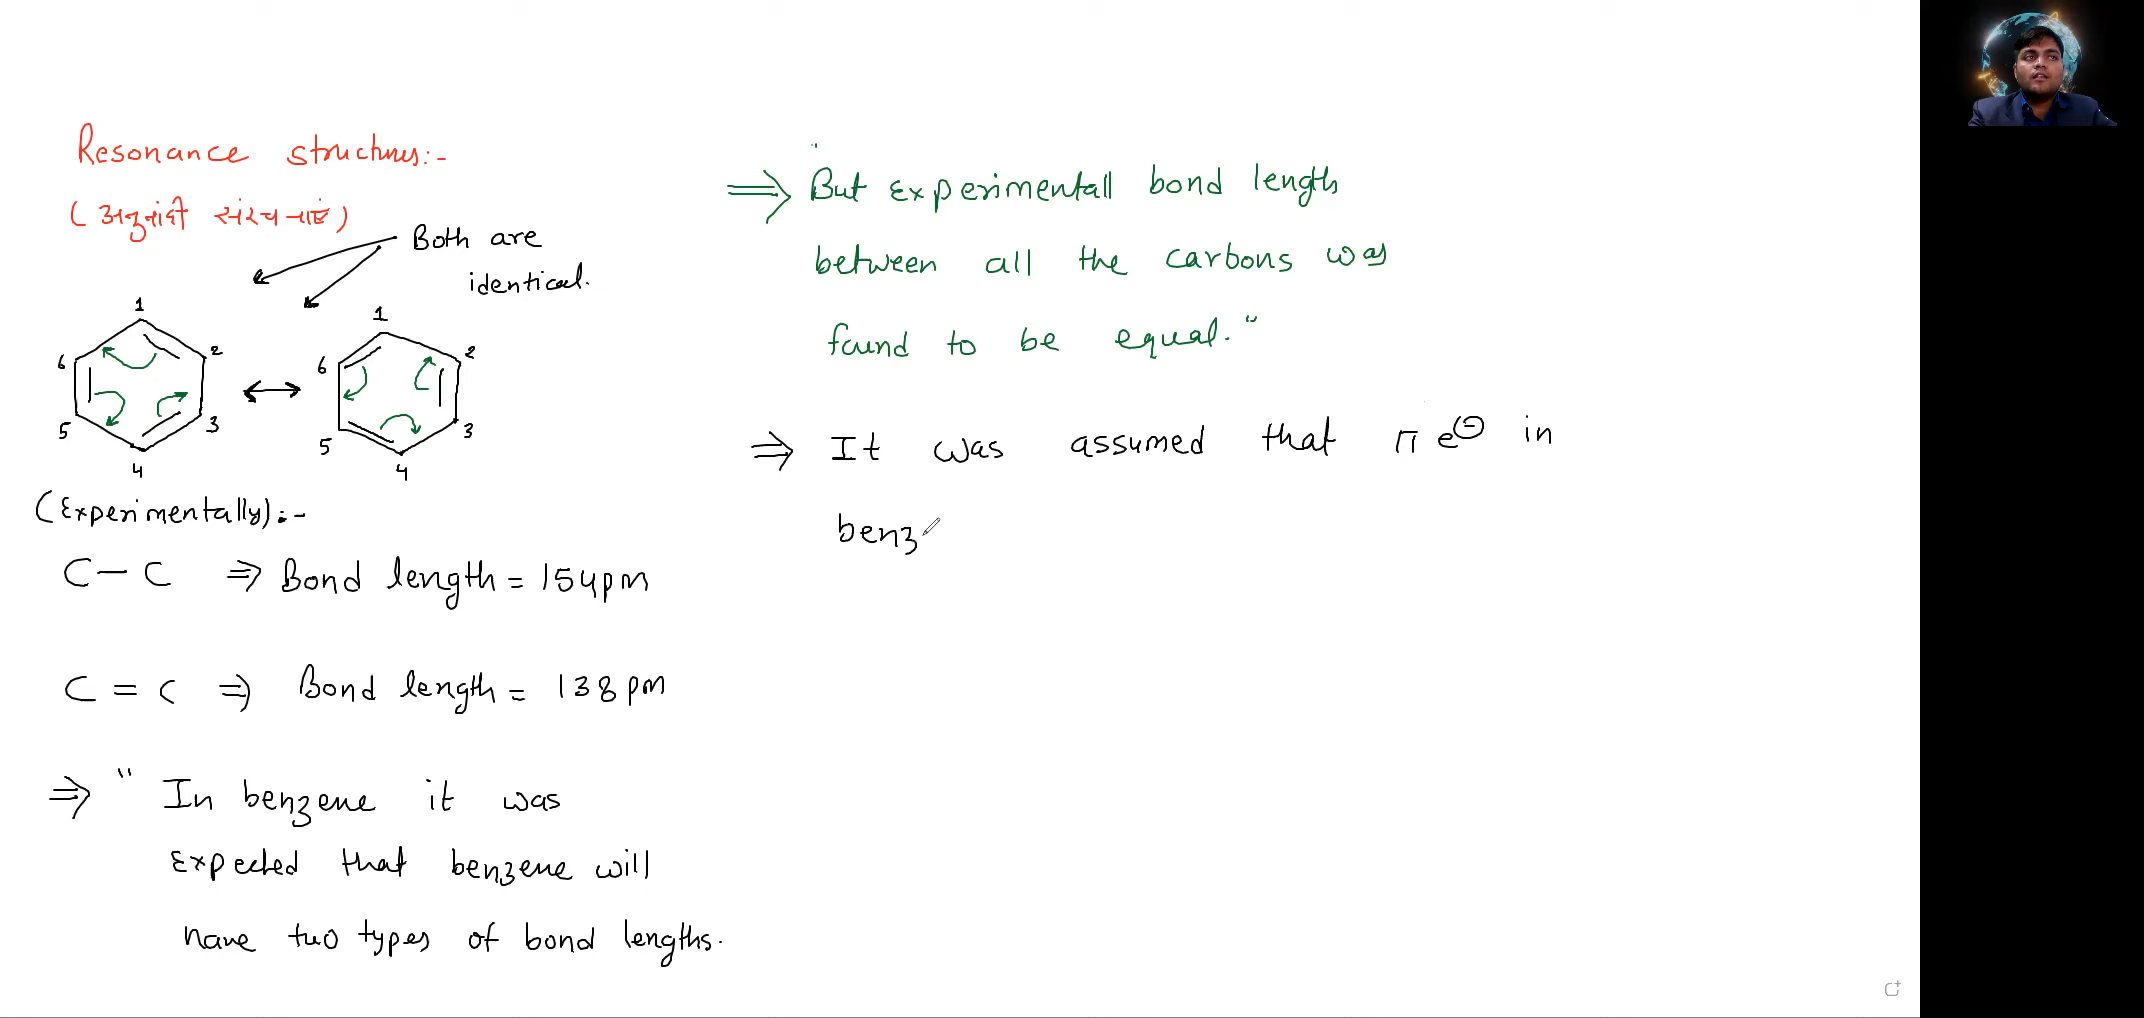 Resonance structures:-
(अनुनादी संरचनाएं)
Both are
identical.
1
6 2
5 3
4
1
6 2
5 3
4
(Experimentally):-
C—C ⇒ Bond length = 154pm
C=C ⇒ Bond length = 138pm
⇒ " In benzene it was
expected that benzene will
have two types of bond lengths.
"
⇒ But experimentall bond length
between all the carbons was
found to be equal."
⇒ It was assumed that π e⊖ in
benz